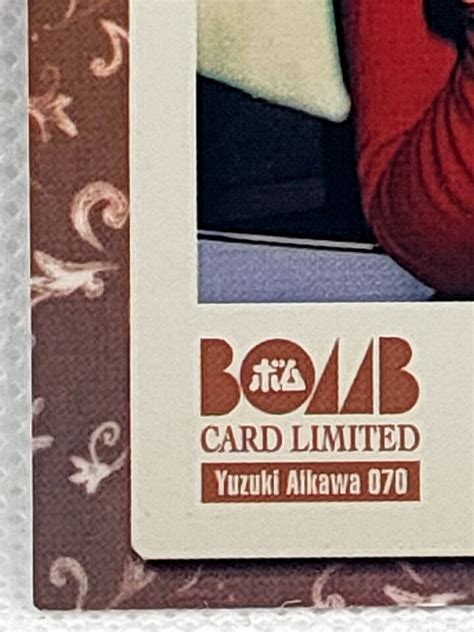 BOMB
ボム
CARD LIMITED
Yuzuki Aikawa 070